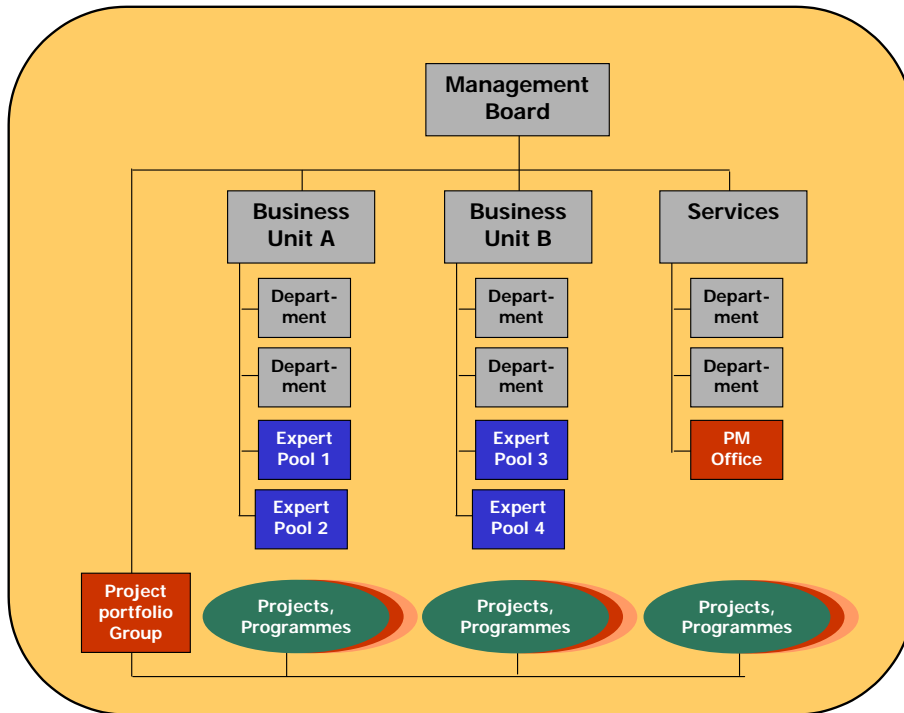 Management
Board
Business
Unit A
Business
Unit B
Services
Depart-
ment
Depart-
ment
Depart-
ment
Depart-
ment
Depart-
ment
Depart-
ment
Expert
Pool 1
Expert
Pool 3
PM
Office
Expert
Pool 2
Expert
Pool 4
Project
portfolio
Group
Projects,
Programmes
Projects,
Programmes
Projects,
Programmes